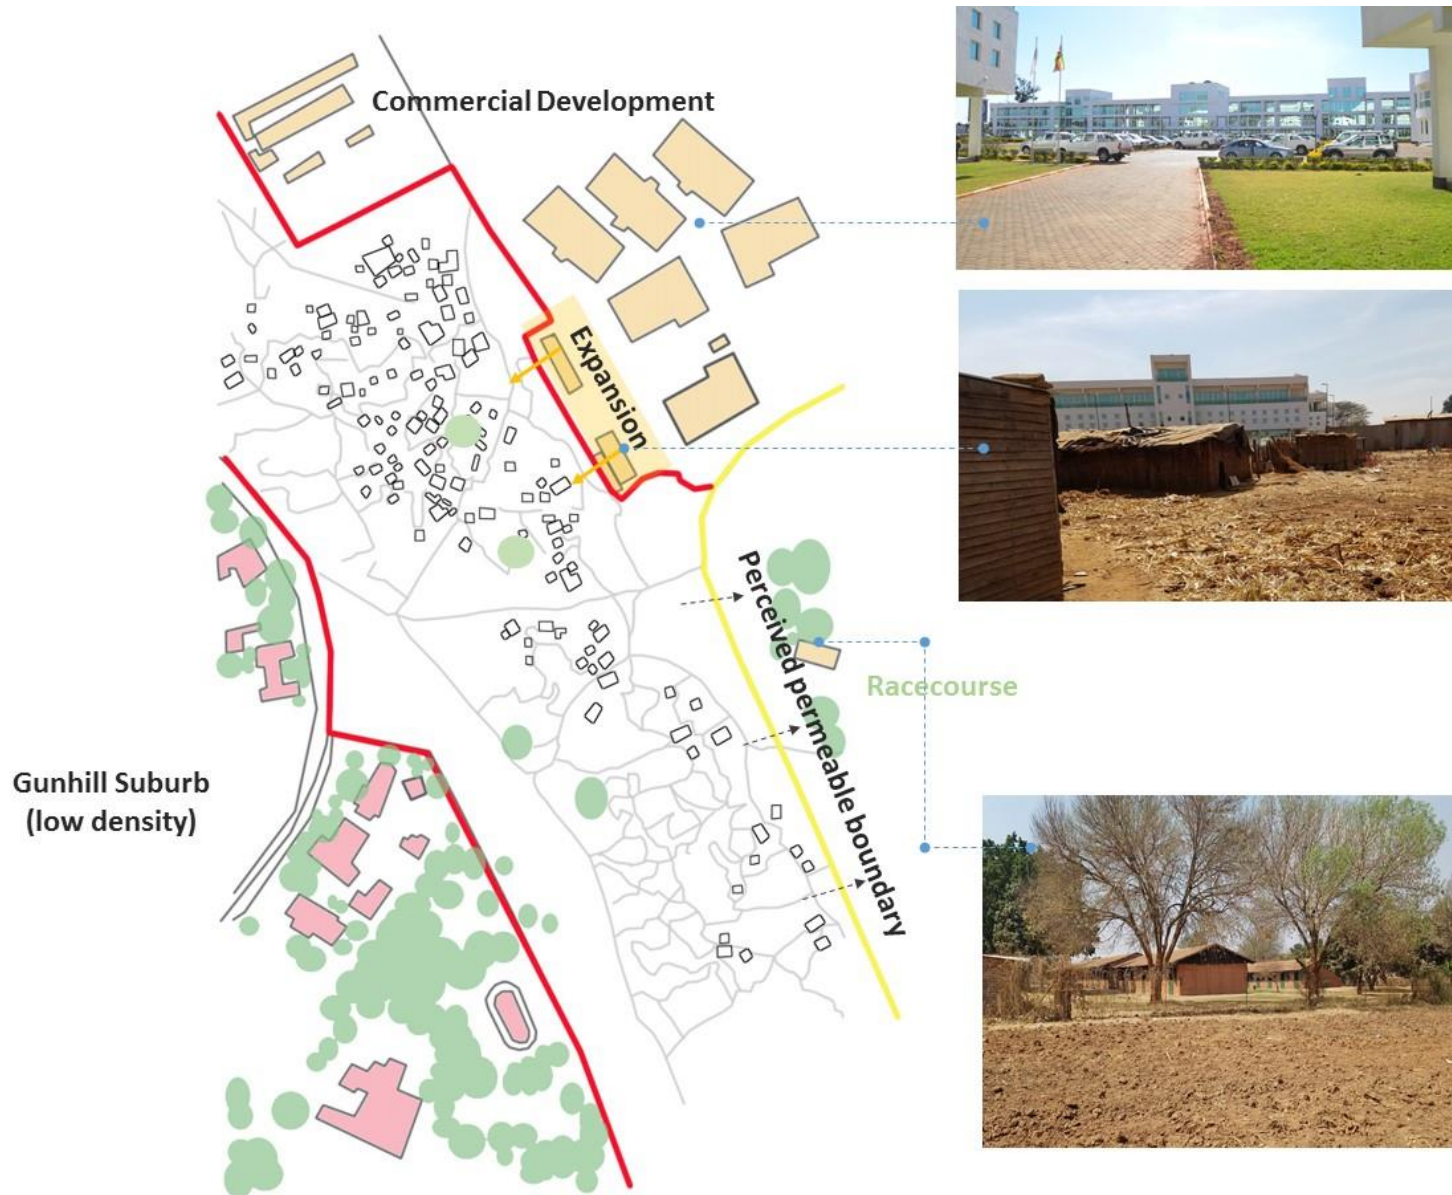 Commercial Development
Expansion
Perceived permeable boundary
Racecourse
Gunhill Suburb
(low density)